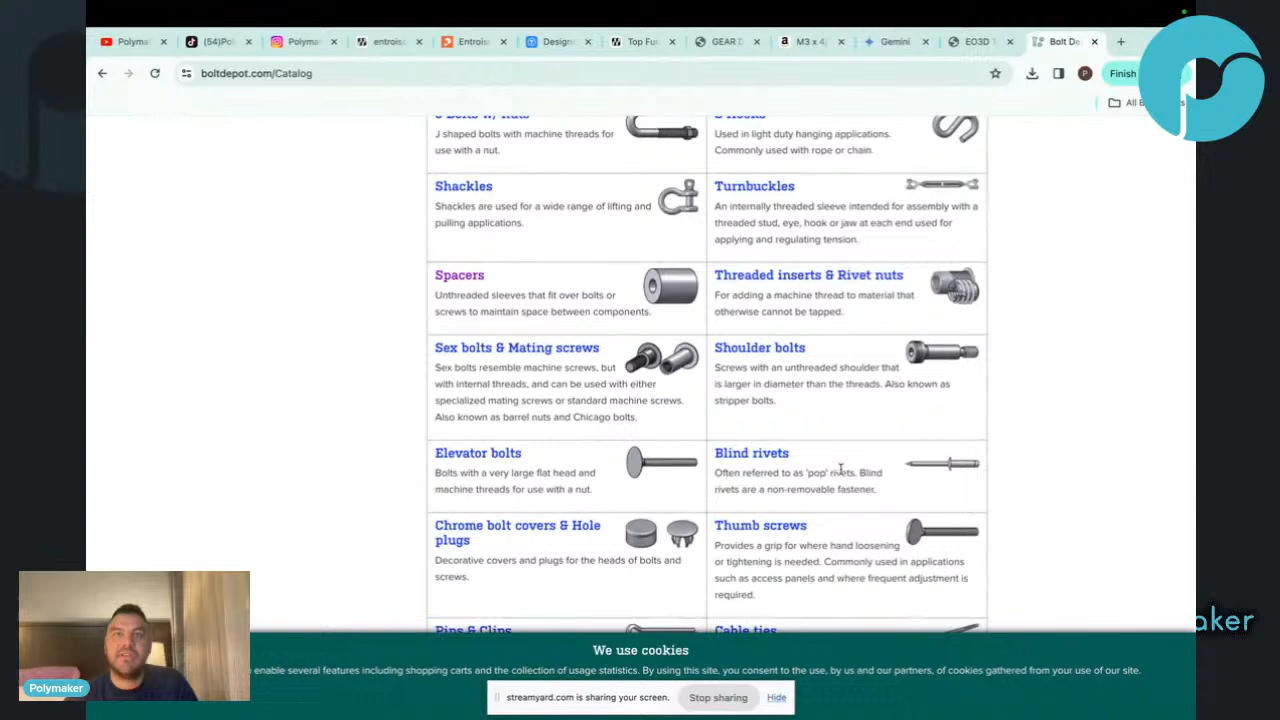 Polyma
(54)Pol
Polyma
entrois
Entrois
Design
Top Fu
GEAR D
M3 x 4
Gemini
EO3D T
Bolt De
boltdepot.com/Catalog
Finish
All B
J shaped bolts with machine threads for
use with a nut.
Used in light duty hanging applications.
Commonly used with rope or chain.
Shackles
Shackles are used for a wide range of lifting and
pulling applications.
Turnbuckles
An internally threaded sleeve intended for assembly with a
threaded stud, eye, hook or jaw at each end used for
applying and regulating tension.
Spacers
Unthreaded sleeves that fit over bolts or
screws to maintain space between components.
Threaded inserts & Rivet nuts
For adding a machine thread to material that
otherwise cannot be tapped.
Sex bolts & Mating screws
Sex bolts resemble machine screws, but
with internal threads, and can be used with either
specialized mating screws or standard machine screws.
Also known as barrel nuts and Chicago bolts.
Shoulder bolts
Screws with an unthreaded shoulder that
is larger in diameter than the threads. Also known as
stripper bolts.
Elevator bolts
Bolts with a very large flat head and
machine threads for use with a nut.
Blind rivets
Often referred to as 'pop' rivets. Blind
rivets are a non-removable fastener.
Chrome bolt covers & Hole
plugs
Decorative covers and plugs for the heads of bolts and
screws.
Thumb screws
Provides a grip for where hand loosening
or tightening is needed. Commonly used in applications
such as access panels and where frequent adjustment is
required.
Pins & Clips
Cable ties
We use cookies
enable several features including shopping carts and the collection of usage statistics. By using this site, you consent to the use, by us and our partners, of cookies gathered from your use of our site.
streamyard.com is sharing your screen.
Stop sharing
Hide
Polymaker
aker